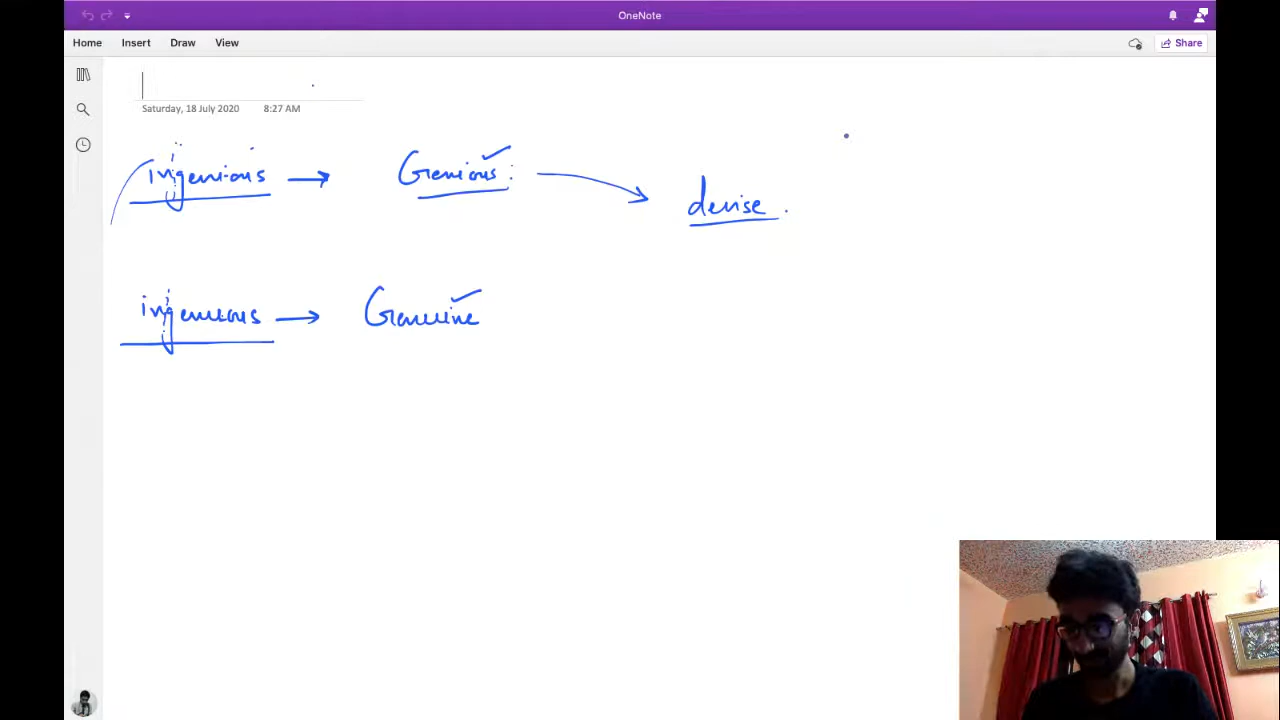 OneNote
Home Insert Draw View Share
Saturday, 18 July 2020 8:27 AM
ingenious → Genious :
devise .
ingenuous → Genuine